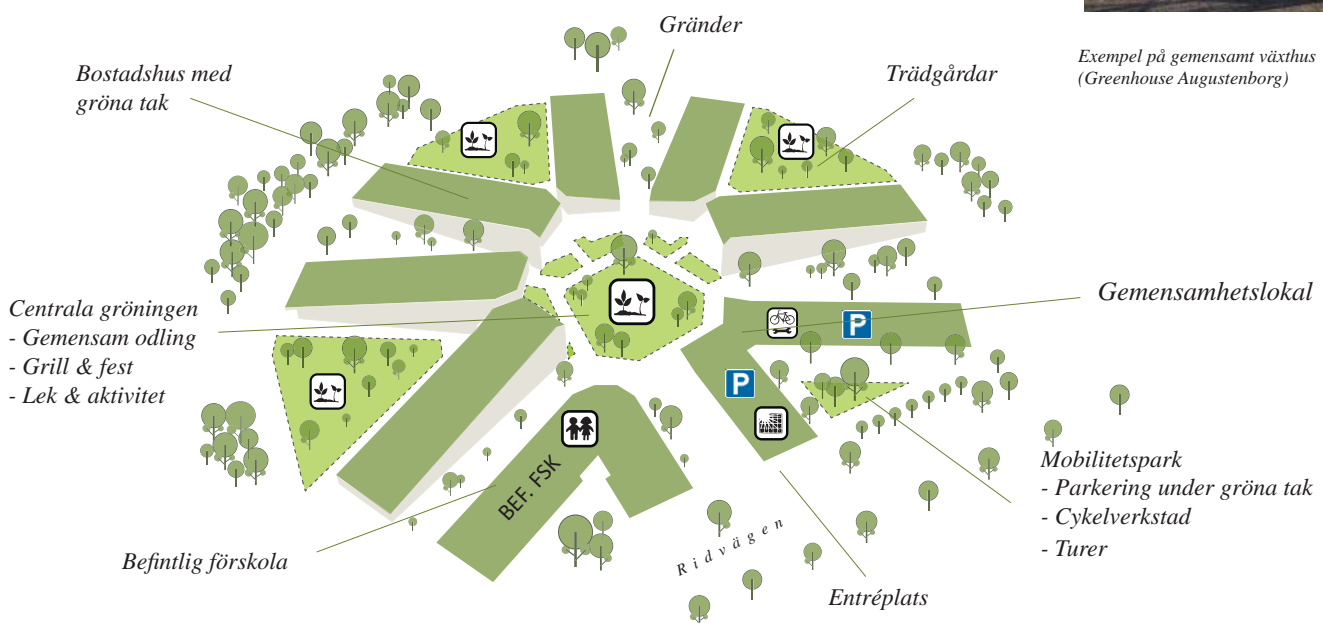 Gränder
Exempel på gemensamt växthus
(Greenhouse Augustenborg)
Bostadshus med
gröna tak
Trädgårdar
Centrala gröningen
- Gemensam odling
- Grill & fest
- Lek & aktivitet
Gemensamhetslokal
P
P
BEF. FSK
Mobilitetspark
- Parkering under gröna tak
- Cykelverkstad
- Turer
Ridvägen
Befintlig förskola
Entréplats